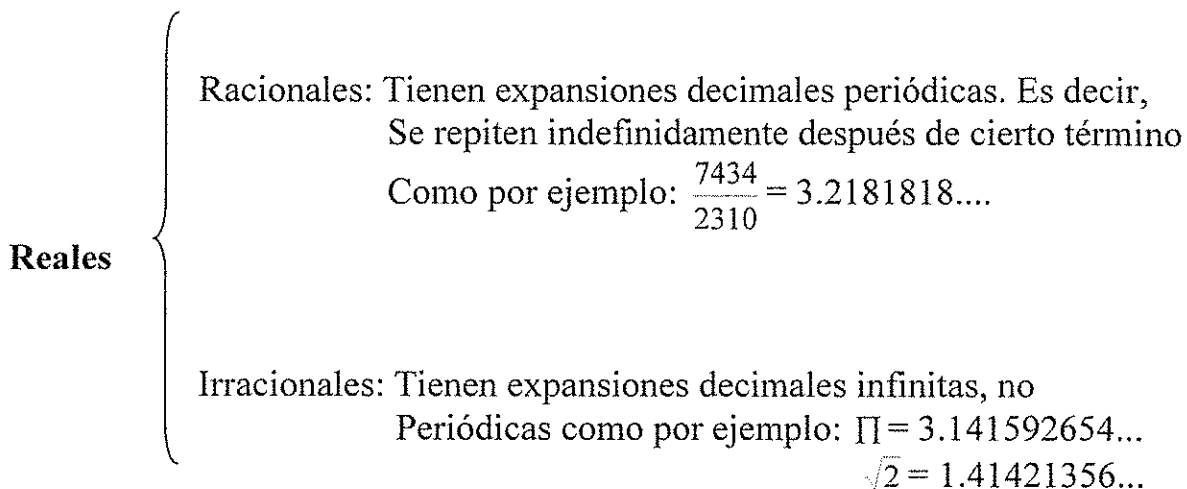 Racionales: Tienen expansiones decimales periódicas. Es decir,
Se repiten indefinidamente después de cierto término
Como por ejemplo: 7434/2310 = 3.2181818....
Reales
Irracionales: Tienen expansiones decimales infinitas, no
Periódicas como por ejemplo: ∏ = 3.141592654...
√2 = 1.41421356...